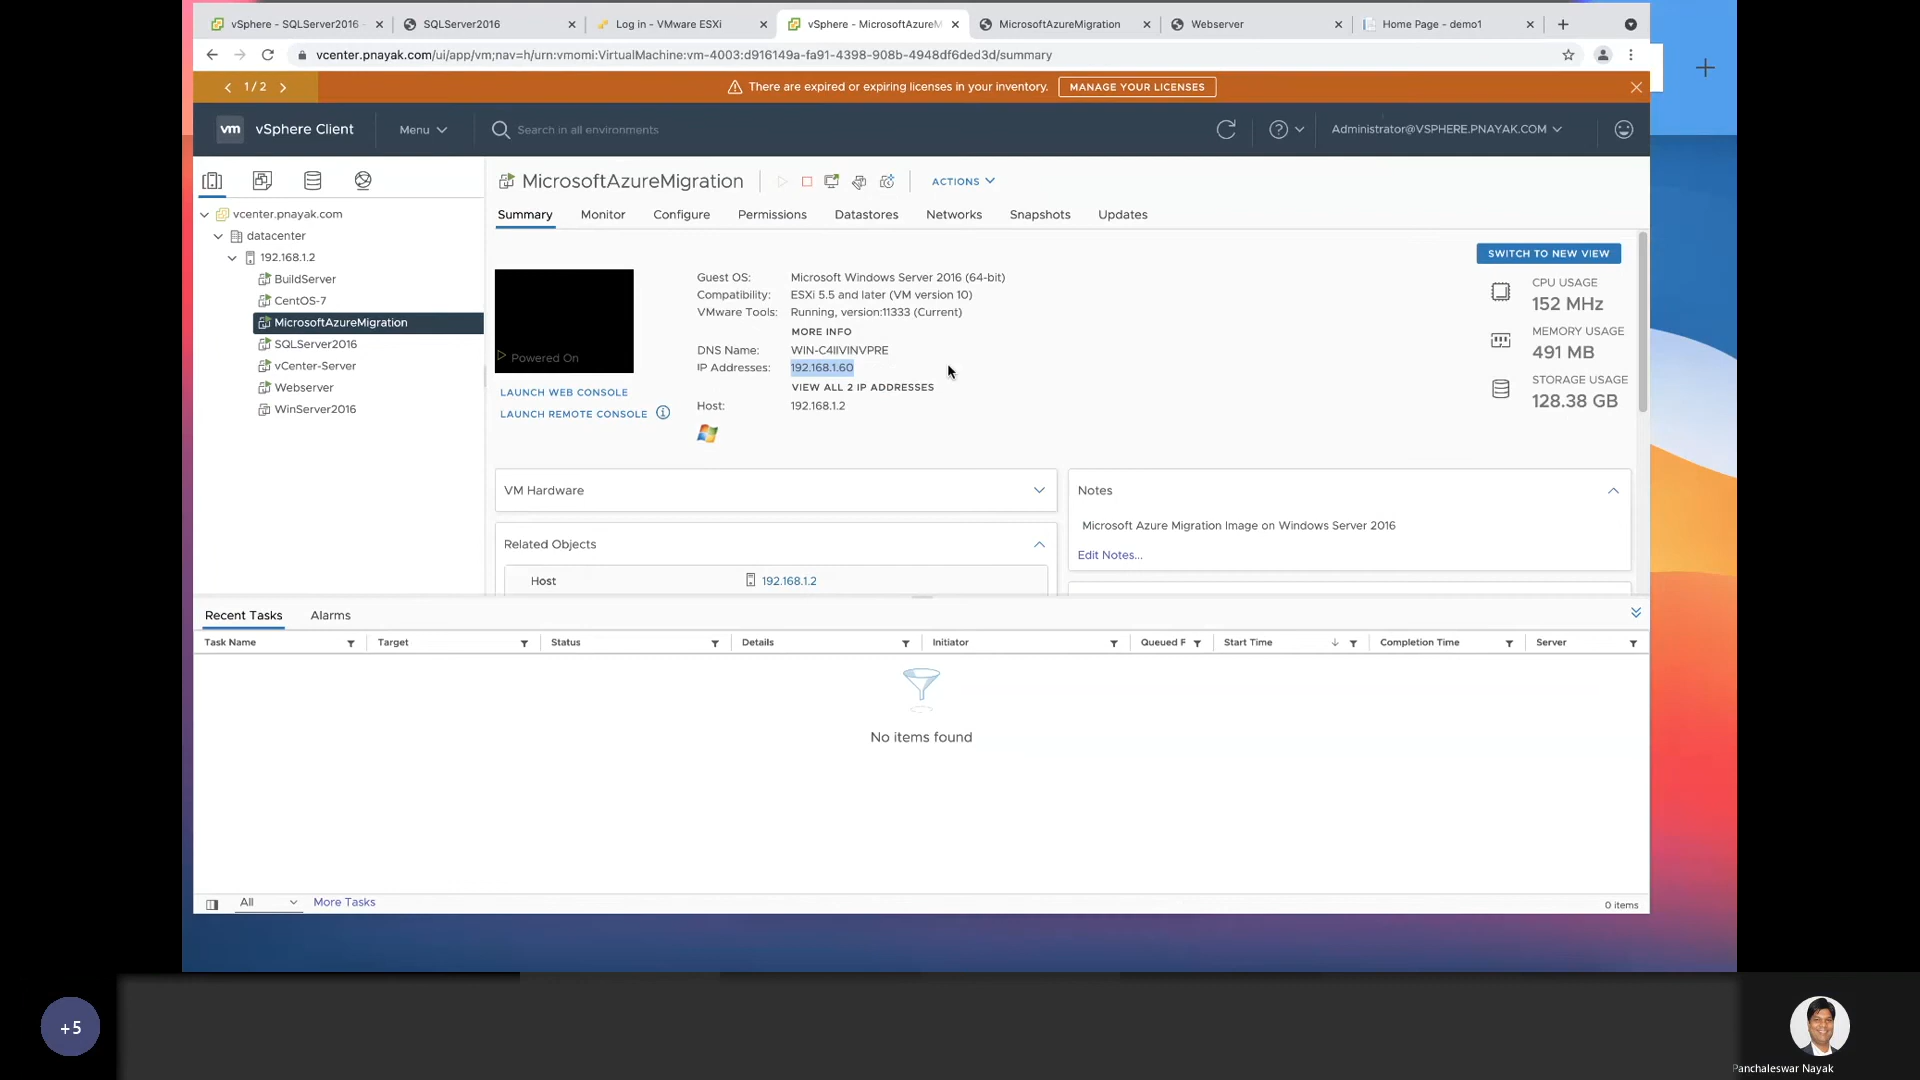 vSphere - SQLServer2016 -
SQLServer2016
Log in - VMware ESXi
vSphere - MicrosoftAzureM
MicrosoftAzureMigration
Webserver
Home Page - demo1
vcenter.pnayak.com/ui/app/vm;nav=h/urn:vmomi:VirtualMachine:vm-4003:d916149a-fa91-4398-908b-4948df6ded3d/summary
1 / 2
There are expired or expiring licenses in your inventory.
MANAGE YOUR LICENSES
vm
vSphere Client
Menu
Search in all environments
Administrator@VSPHERE.PNAYAK.COM
vcenter.pnayak.com
datacenter
192.168.1.2
BuildServer
CentOS-7
MicrosoftAzureMigration
SQLServer2016
vCenter-Server
Webserver
WinServer2016
MicrosoftAzureMigration
ACTIONS
Summary
Monitor
Configure
Permissions
Datastores
Networks
Snapshots
Updates
SWITCH TO NEW VIEW
Powered On
LAUNCH WEB CONSOLE
LAUNCH REMOTE CONSOLE
Guest OS: Microsoft Windows Server 2016 (64-bit)
Compatibility: ESXi 5.5 and later (VM version 10)
VMware Tools: Running, version:11333 (Current)
MORE INFO
DNS Name: WIN-C4IIVINVPRE
IP Addresses: 192.168.1.60
VIEW ALL 2 IP ADDRESSES
Host: 192.168.1.2
CPU USAGE
152 MHz
MEMORY USAGE
491 MB
STORAGE USAGE
128.38 GB
VM Hardware
Related Objects
Host 192.168.1.2
Notes
Microsoft Azure Migration Image on Windows Server 2016
Edit Notes...
Recent Tasks
Alarms
Task Name
Target
Status
Details
Initiator
Queued F
Start Time
Completion Time
Server
No items found
All
More Tasks
0 items
+5
Panchaleswar Nayak